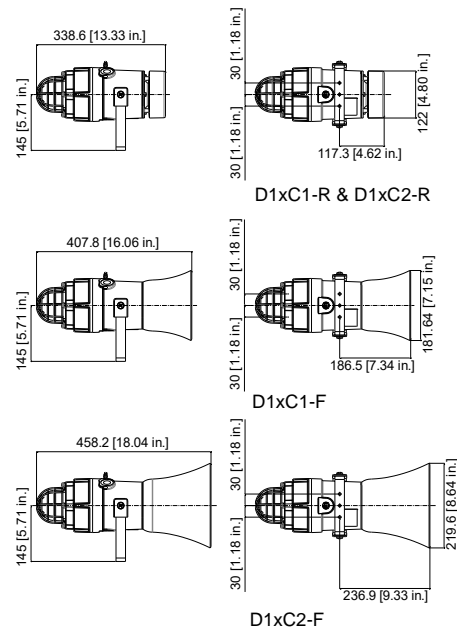 338.6 [13.33 in.]
145 [5.71 in.]
30 [1.18 in.]
30 [1.18 in.]
122 [4.80 in.]
117.3 [4.62 in.]
D1xC1-R & D1xC2-R
407.8 [16.06 in.]
145 [5.71 in.]
30 [1.18 in.]
30 [1.18 in.]
181.64 [7.15 in.]
186.5 [7.34 in.]
D1xC1-F
458.2 [18.04 in.]
145 [5.71 in.]
30 [1.18 in.]
30 [1.18 in.]
219.6 [8.64 in.]
236.9 [9.33 in.]
D1xC2-F